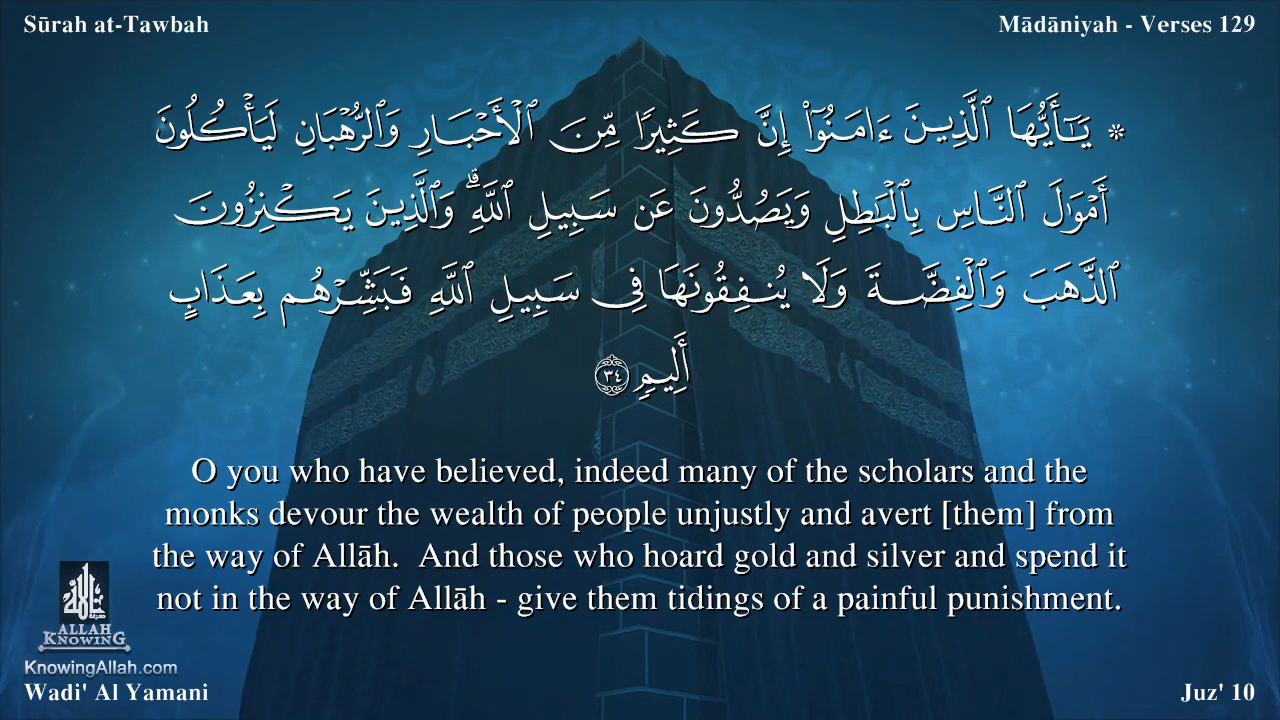 Sūrah at-Tawbah
Mādāniyah - Verses 129
۞ يَـٰٓأَيُّهَا ٱلَّذِينَ ءَامَنُوٓا۟ إِنَّ كَثِيرًا مِّنَ ٱلْأَحْبَارِ وَٱلرُّهْبَانِ لَيَأْكُلُونَ
أَمْوَٰلَ ٱلنَّاسِ بِٱلْبَـٰطِلِ وَيَصُدُّونَ عَن سَبِيلِ ٱللَّهِ ۗ وَٱلَّذِينَ يَكْنِزُونَ
ٱلذَّهَبَ وَٱلْفِضَّةَ وَلَا يُنفِقُونَهَا فِى سَبِيلِ ٱللَّهِ فَبَشِّرْهُم بِعَذَابٍ
أَلِيمٍ ٣٤
O you who have believed, indeed many of the scholars and the
monks devour the wealth of people unjustly and avert [them] from
the way of Allāh.  And those who hoard gold and silver and spend it
not in the way of Allāh - give them tidings of a painful punishment.
ALLAH
KNOWING
KnowingAllah.com
Wadi' Al Yamani
Juz' 10